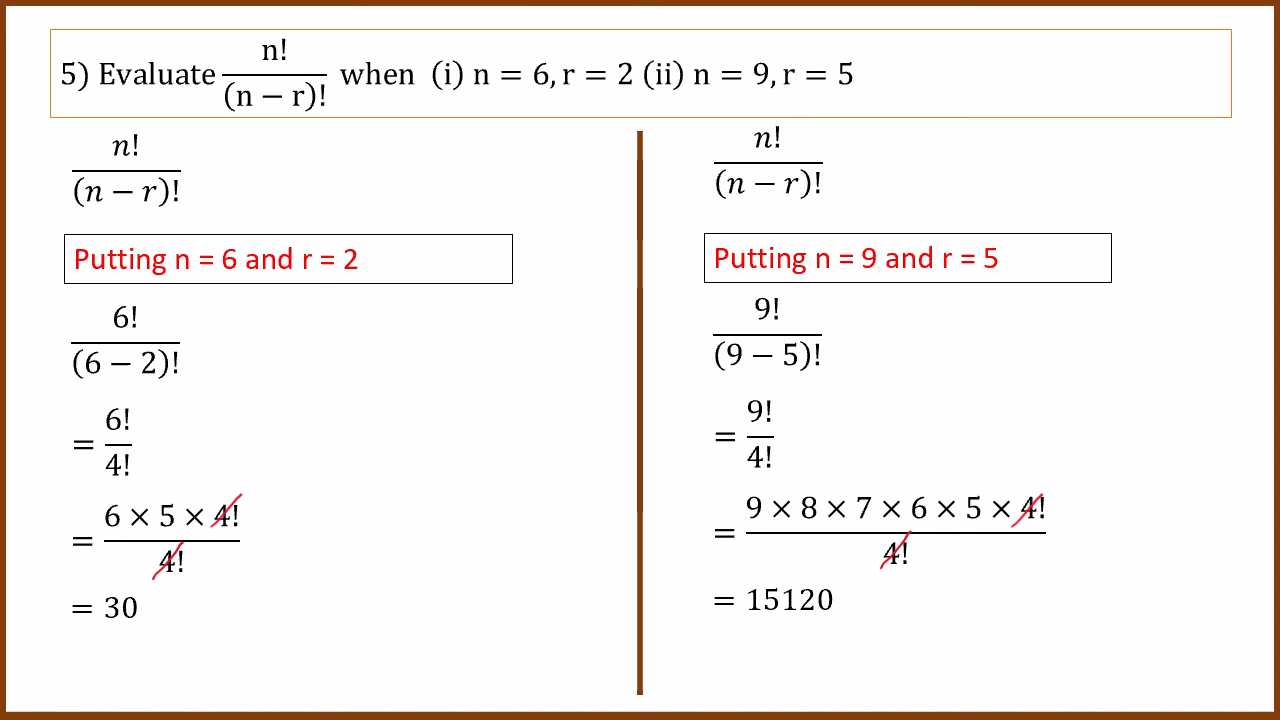 5) Evaluate n!/(n − r)! when (i) n = 6, r = 2 (ii) n = 9, r = 5
n!/(n − r)!
Putting n = 6 and r = 2
6!/(6 − 2)!
= 6!/4!
= 6 × 5 × 4!/4!
= 30
n!/(n − r)!
Putting n = 9 and r = 5
9!/(9 − 5)!
= 9!/4!
= 9 × 8 × 7 × 6 × 5 × 4!/4!
= 15120